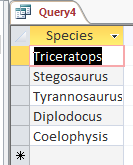 Query4
Species
Triceratops
Stegosaurus
Tyrannosaurus
Diplodocus
Coelophysis